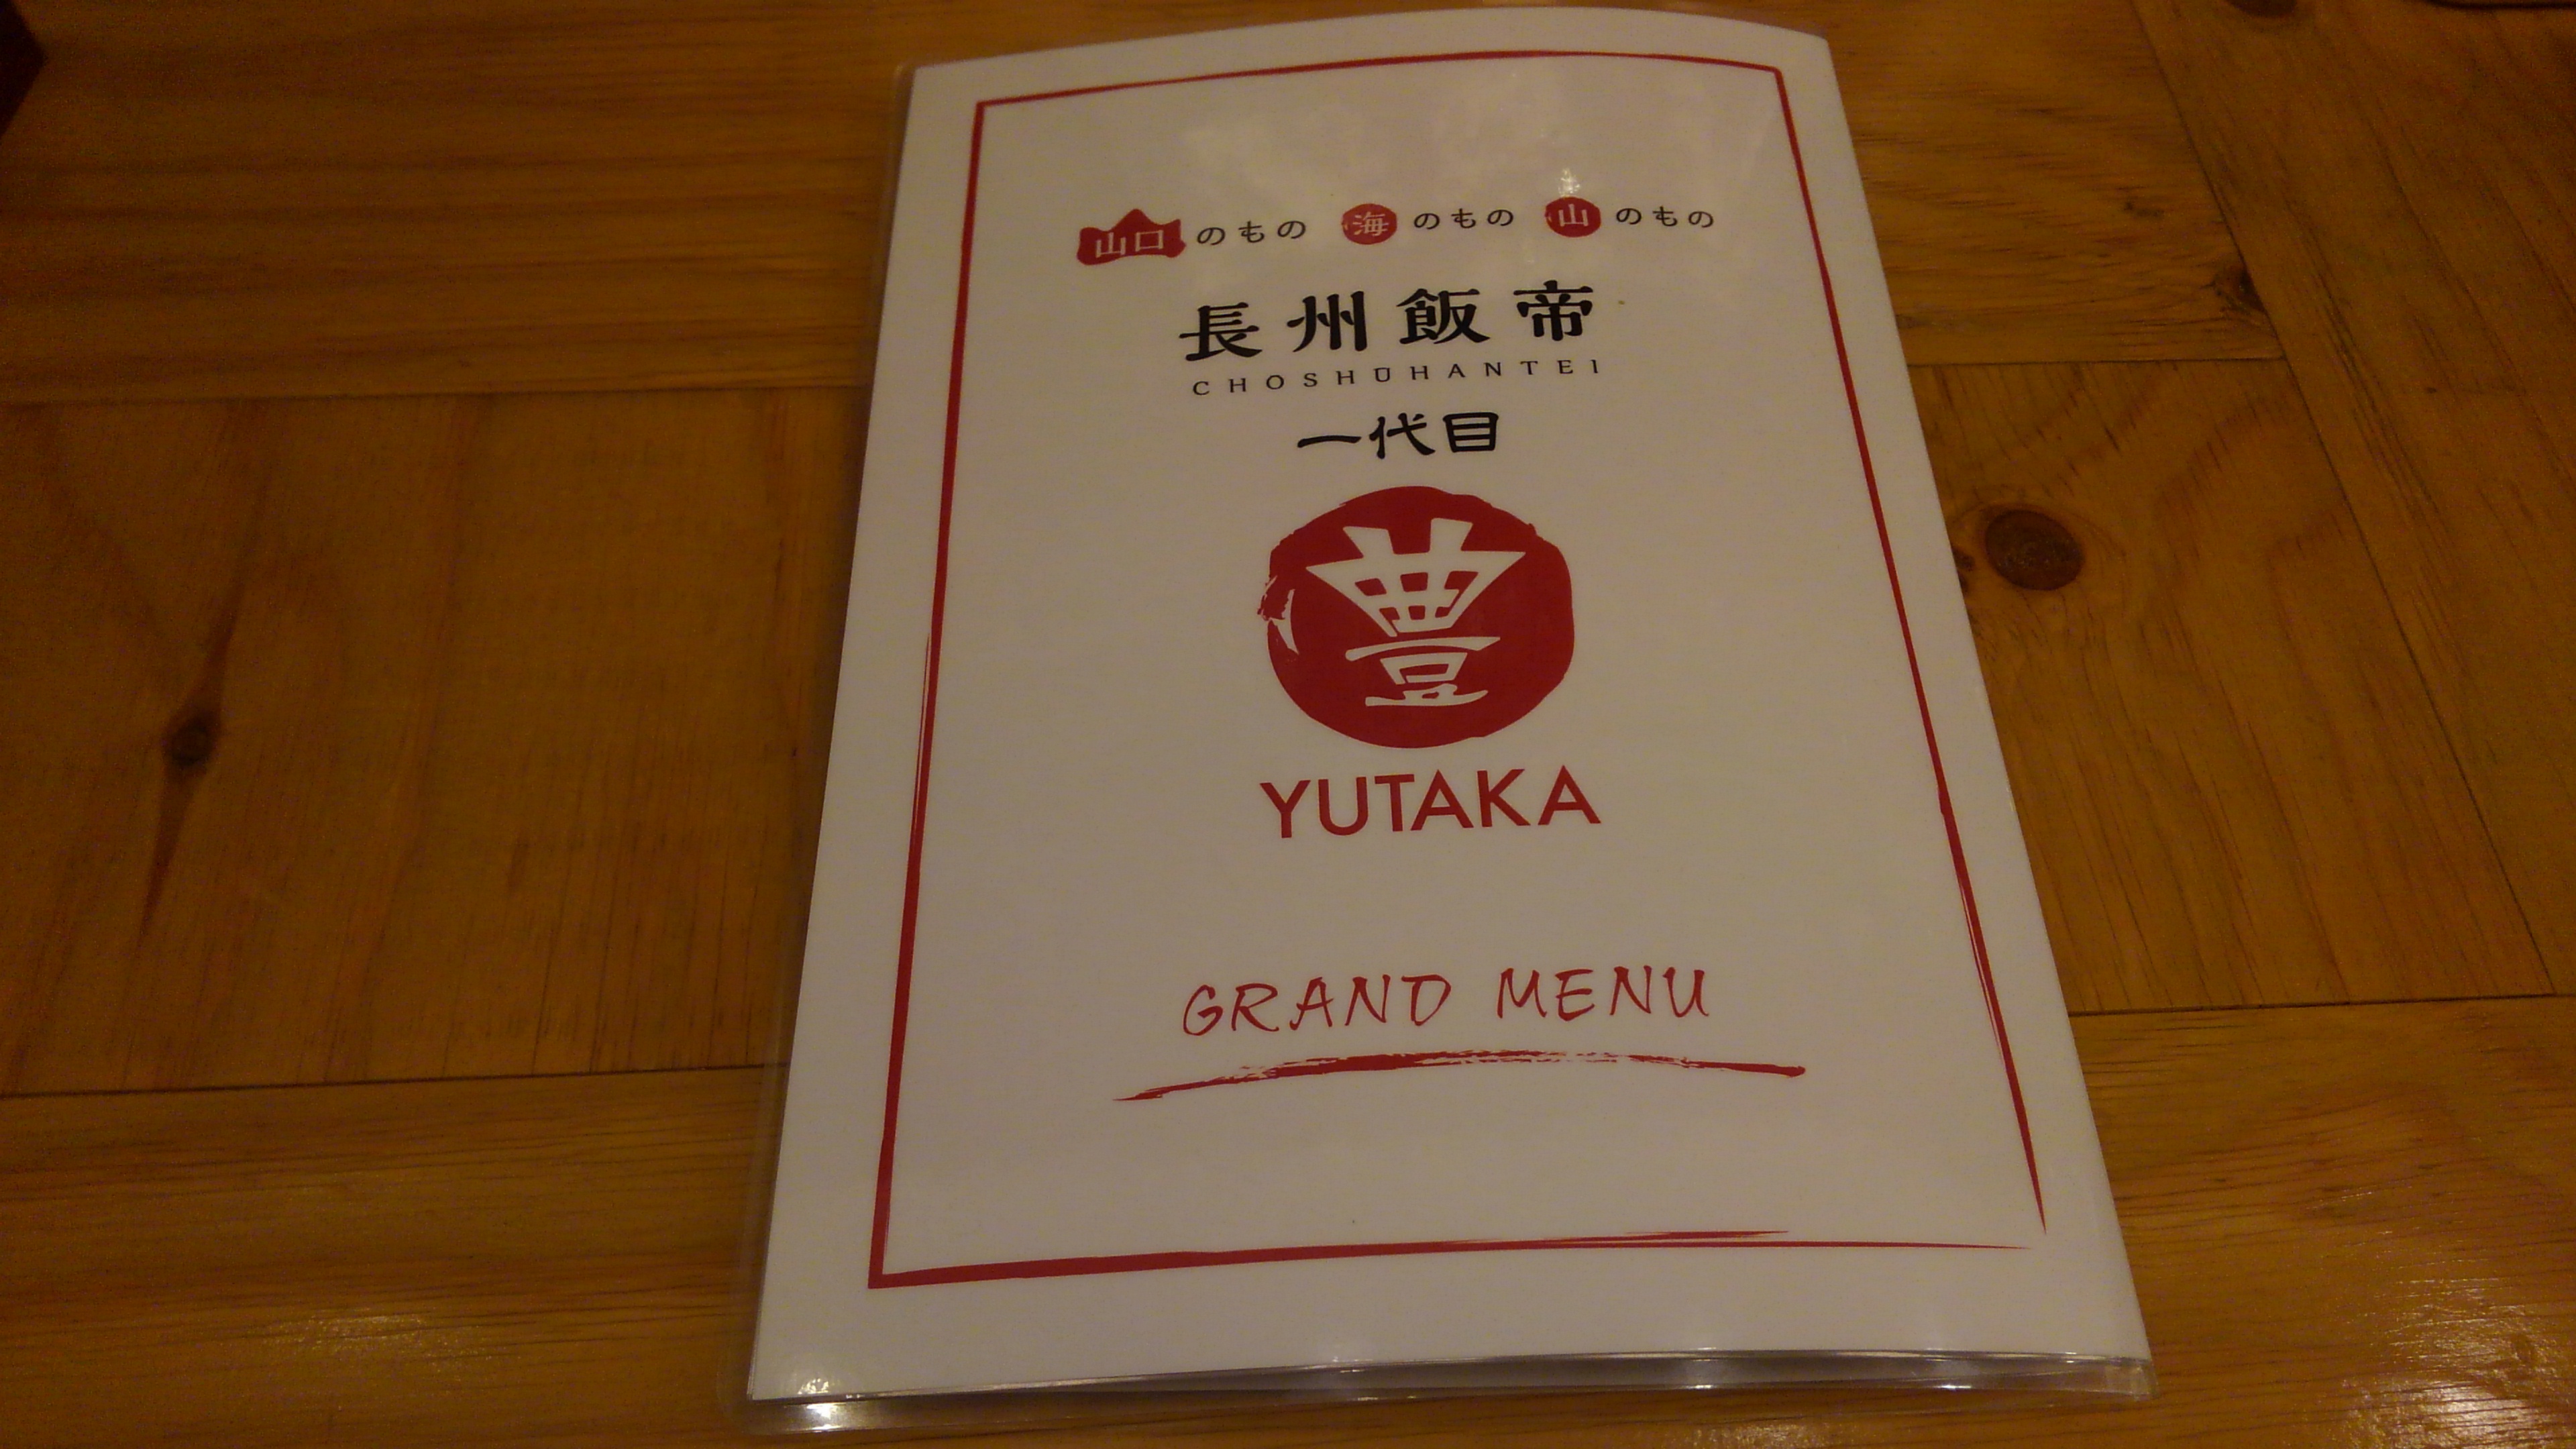 山口のもの 海のもの 山のもの
長州飯帝
CHOSHŪHANTEI
一代目
豊
YUTAKA
GRAND MENU